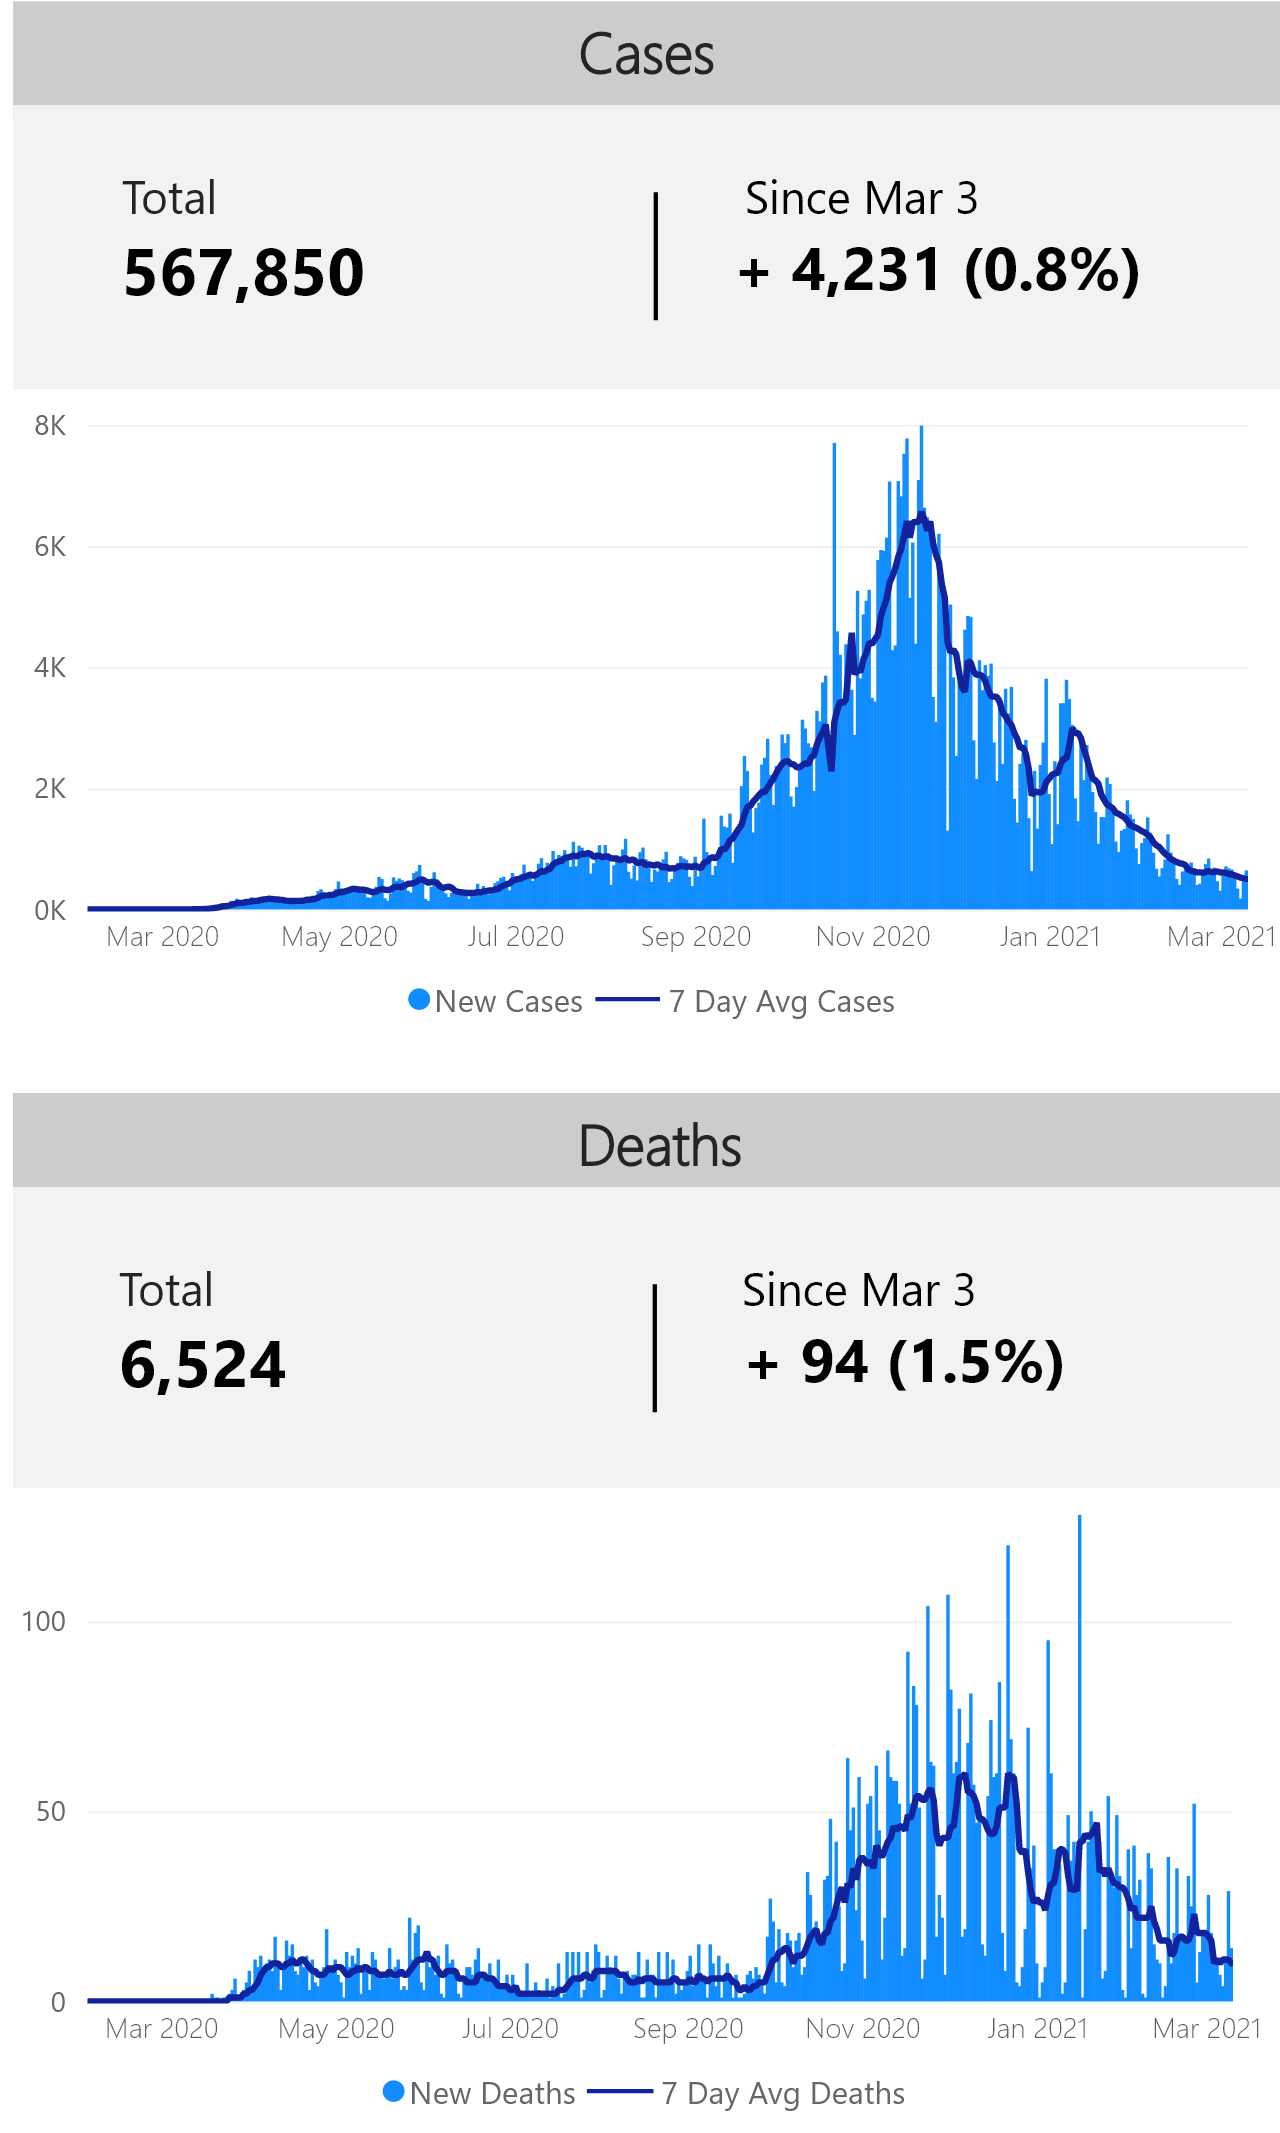 Cases
Total
Since Mar 3
567,850
+ 4,231 (0.8%)
8K
6K
4K
2K
0K
Mar 2020 May 2020 Jul 2020 Sep 2020 Nov 2020 Jan 2021 Mar 2021
New Cases 7 Day Avg Cases
Deaths
Total
Since Mar 3
6,524
+ 94 (1.5%)
100
50
0
Mar 2020 May 2020 Jul 2020 Sep 2020 Nov 2020 Jan 2021 Mar 2021
New Deaths 7 Day Avg Deaths